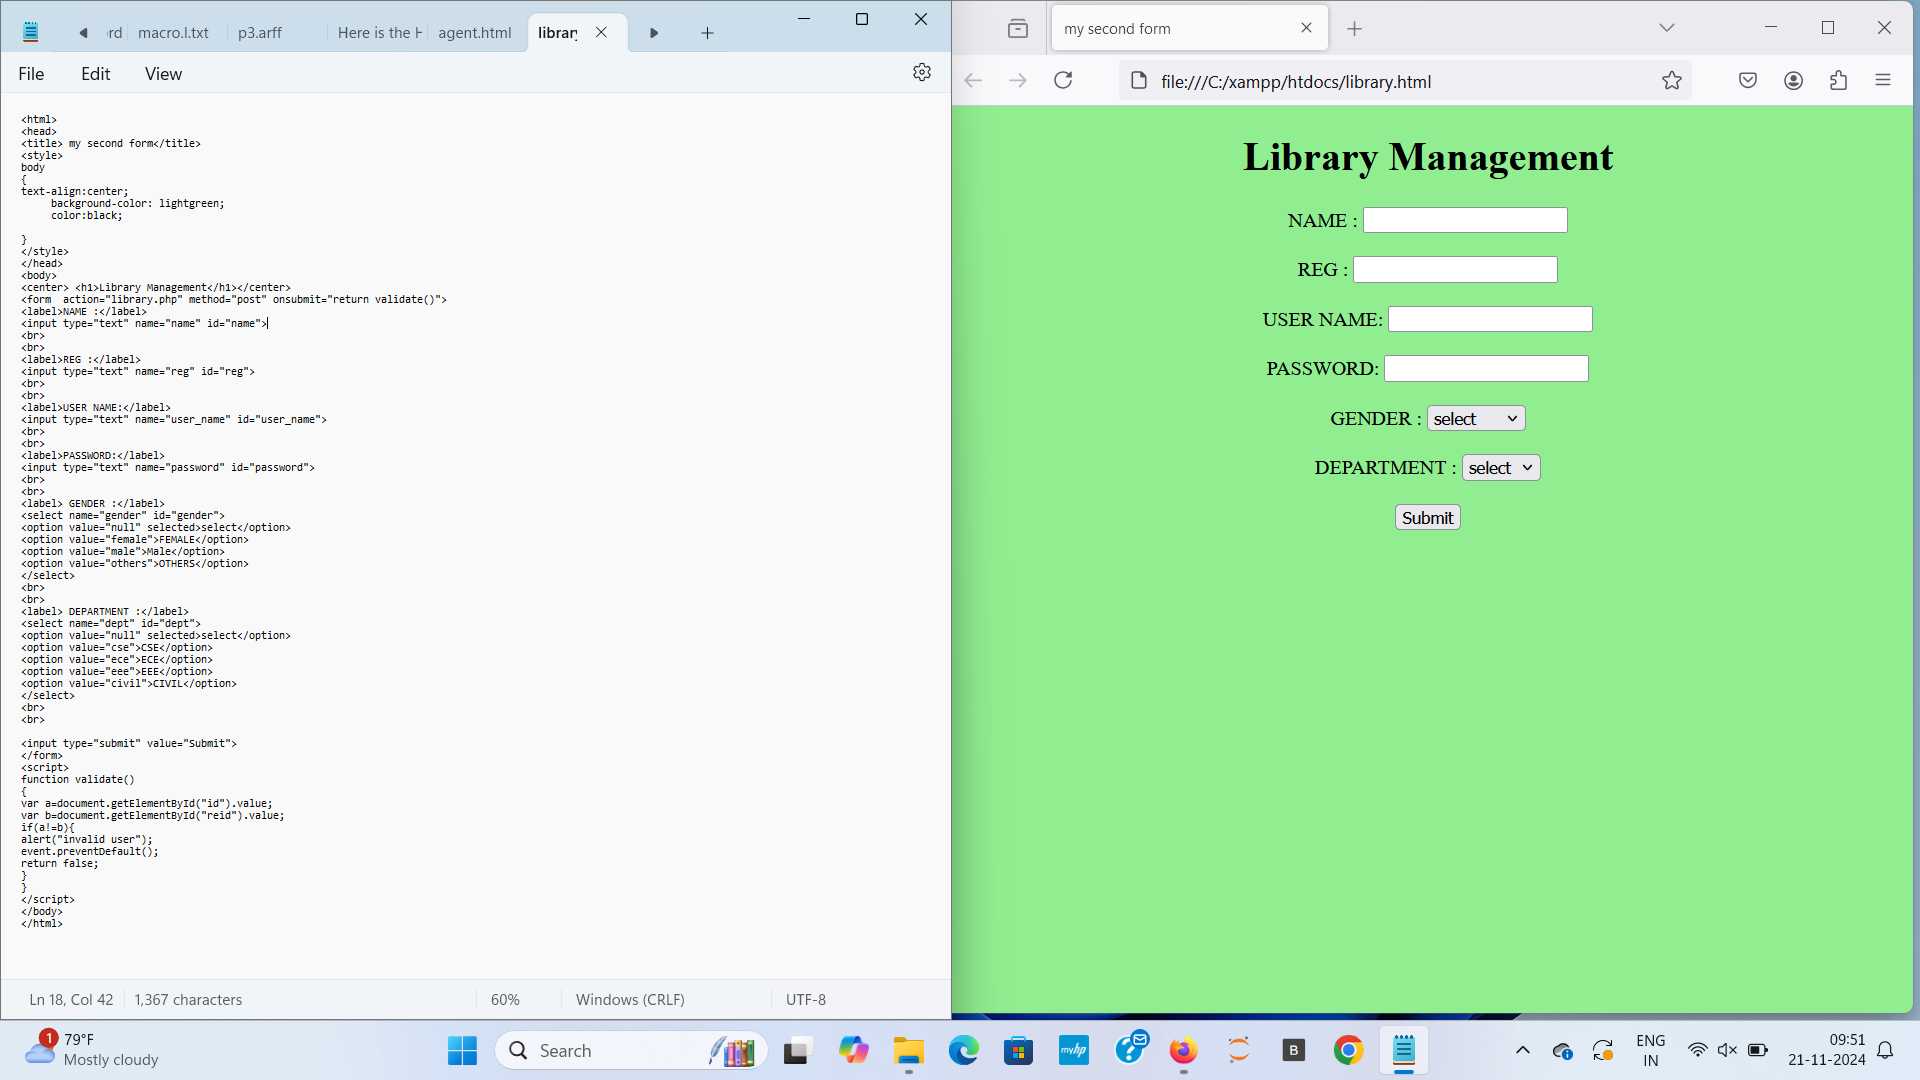 rd
macro.l.txt
p3.arff
Here is the H
agent.html
library
File
Edit
View
<html>
<head>
<title> my second form</title>
<style>
body
{
text-align:center;
background-color: lightgreen;
color:black;
}
</style>
</head>
<body>
<center> <h1>Library Management</h1></center>
<form  action="library.php" method="post" onsubmit="return validate()">
<label>NAME :</label>
<input type="text" name="name" id="name">
<br>
<br>
<label>REG :</label>
<input type="text" name="reg" id="reg">
<br>
<br>
<label>USER NAME:</label>
<input type="text" name="user_name" id="user_name">
<br>
<br>
<label>PASSWORD:</label>
<input type="text" name="password" id="password">
<br>
<br>
<label> GENDER :</label>
<select name="gender" id="gender">
<option value="null" selected>select</option>
<option value="female">FEMALE</option>
<option value="male">Male</option>
<option value="others">OTHERS</option>
</select>
<br>
<br>
<label> DEPARTMENT :</label>
<select name="dept" id="dept">
<option value="null" selected>select</option>
<option value="cse">CSE</option>
<option value="ece">ECE</option>
<option value="eee">EEE</option>
<option value="civil">CIVIL</option>
</select>
<br>
<br>
<input type="submit" value="Submit">
</form>
<script>
function validate()
{
var a=document.getElementById("id").value;
var b=document.getElementById("reid").value;
if(a!=b){
alert("invalid user");
event.preventDefault();
return false;
}
}
</script>
</body>
</html>
Ln 18, Col 42
1,367 characters
60%
Windows (CRLF)
UTF-8
my second form
file:///C:/xampp/htdocs/library.html
Library Management
NAME :
REG :
USER NAME:
PASSWORD:
GENDER : select
DEPARTMENT : select
Submit
1
79°F
Mostly cloudy
Search
myhp
B
ENG
IN
09:51
21-11-2024